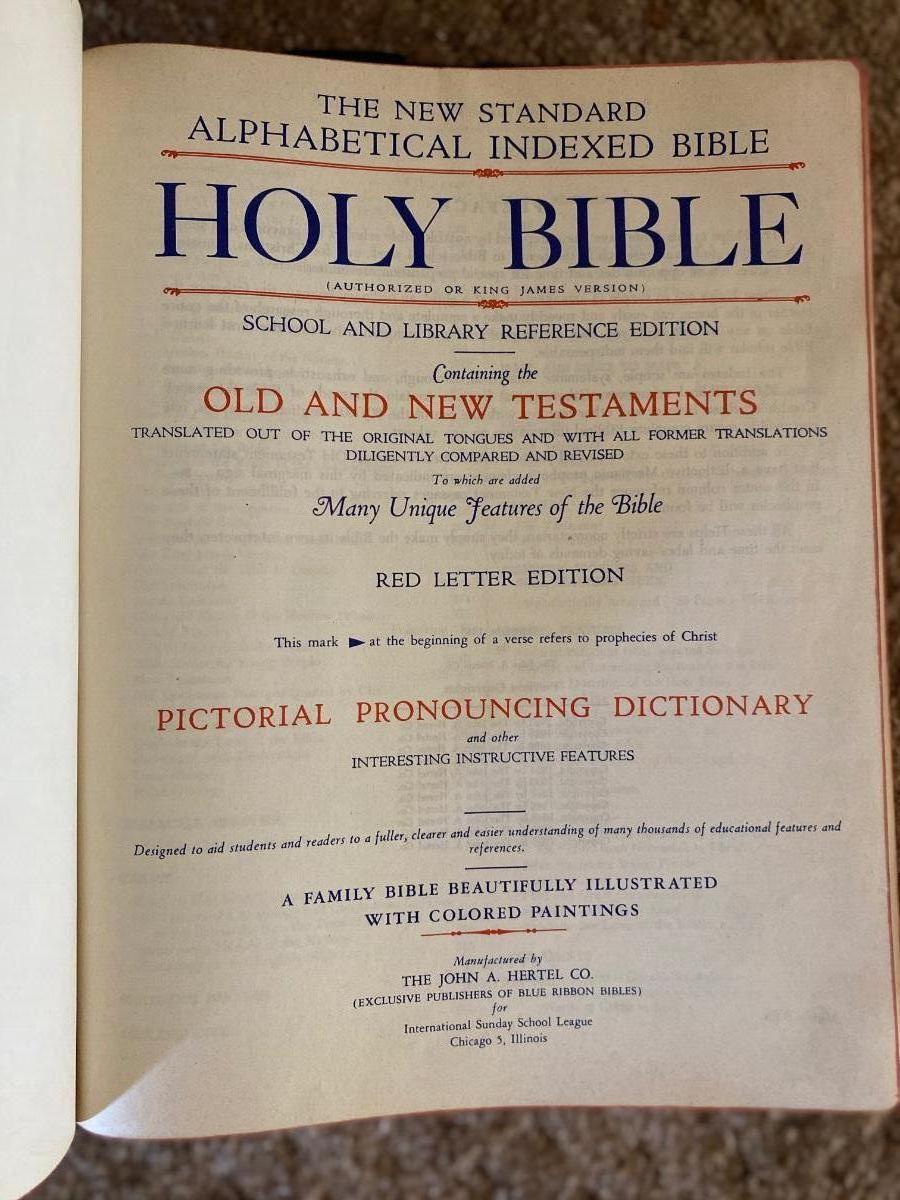 THE NEW STANDARD
ALPHABETICAL INDEXED BIBLE
HOLY BIBLE
(AUTHORIZED OR KING JAMES VERSION)
SCHOOL AND LIBRARY REFERENCE EDITION
Containing the
OLD AND NEW TESTAMENTS
TRANSLATED OUT OF THE ORIGINAL TONGUES AND WITH ALL FORMER TRANSLATIONS
DILIGENTLY COMPARED AND REVISED
To which are added
Many Unique Features of the Bible
RED LETTER EDITION
This mark ► at the beginning of a verse refers to prophecies of Christ
PICTORIAL PRONOUNCING DICTIONARY
and other
INTERESTING INSTRUCTIVE FEATURES
Designed to aid students and readers to a fuller, clearer and easier understanding of many thousands of educational features and
references.
A FAMILY BIBLE BEAUTIFULLY ILLUSTRATED
WITH COLORED PAINTINGS
Manufactured by
THE JOHN A. HERTEL CO.
(EXCLUSIVE PUBLISHERS OF BLUE RIBBON BIBLES)
for
International Sunday School League
Chicago 5, Illinois